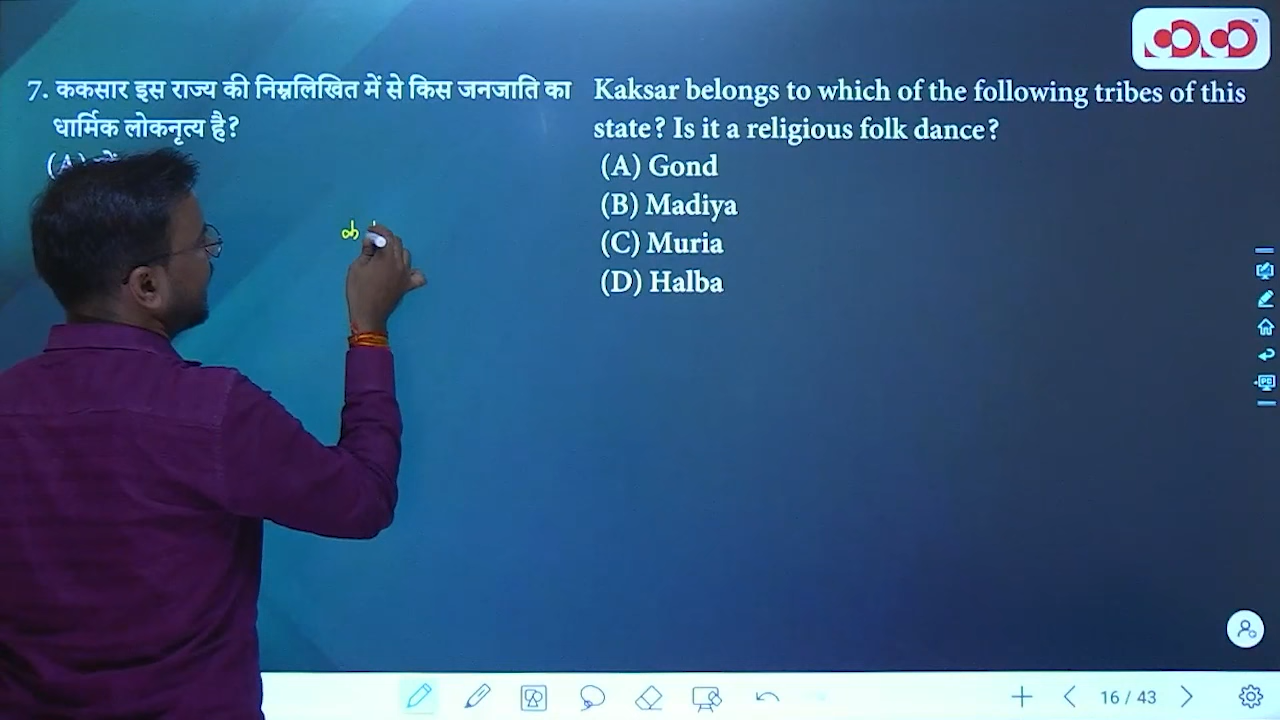 7. ककसार इस राज्य की निम्नलिखित में से किस जनजाति का
धार्मिक लोकनृत्य है?
(A)
Kaksar belongs to which of the following tribes of this
state? Is it a religious folk dance?
(A) Gond
(B) Madiya
(C) Muria
(D) Halba
16 / 43